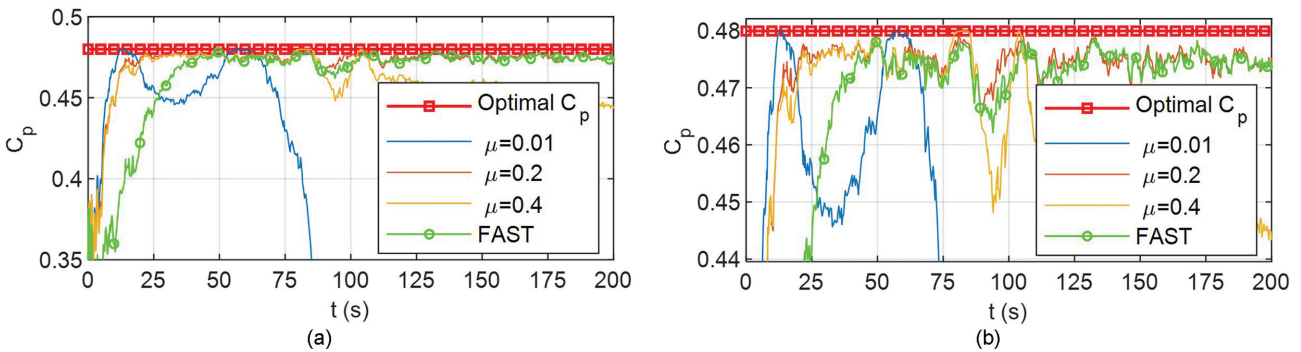 0.5
0.45
0.4
0.35
C_p
0 25 50 75 100 125 150 175 200
t (s)
Optimal C_p
μ=0.01
μ=0.2
μ=0.4
FAST
(a)
0.48
0.47
0.46
0.45
0.44
C_p
0 25 50 75 100 125 150 175 200
t (s)
Optimal C_p
μ=0.01
μ=0.2
μ=0.4
FAST
(b)